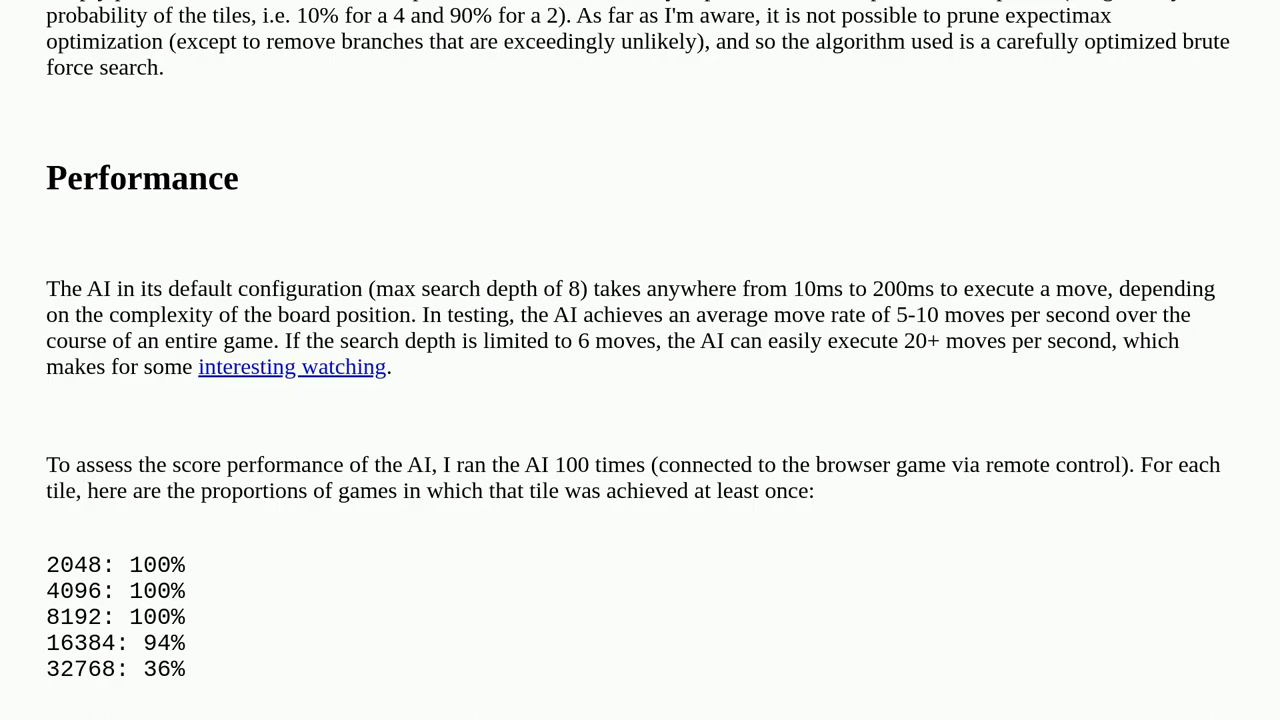 probability of the tiles, i.e. 10% for a 4 and 90% for a 2). As far as I'm aware, it is not possible to prune expectimax
optimization (except to remove branches that are exceedingly unlikely), and so the algorithm used is a carefully optimized brute
force search.
Performance
The AI in its default configuration (max search depth of 8) takes anywhere from 10ms to 200ms to execute a move, depending
on the complexity of the board position. In testing, the AI achieves an average move rate of 5-10 moves per second over the
course of an entire game. If the search depth is limited to 6 moves, the AI can easily execute 20+ moves per second, which
makes for some interesting watching.
To assess the score performance of the AI, I ran the AI 100 times (connected to the browser game via remote control). For each
tile, here are the proportions of games in which that tile was achieved at least once:
2048: 100%
4096: 100%
8192: 100%
16384: 94%
32768: 36%